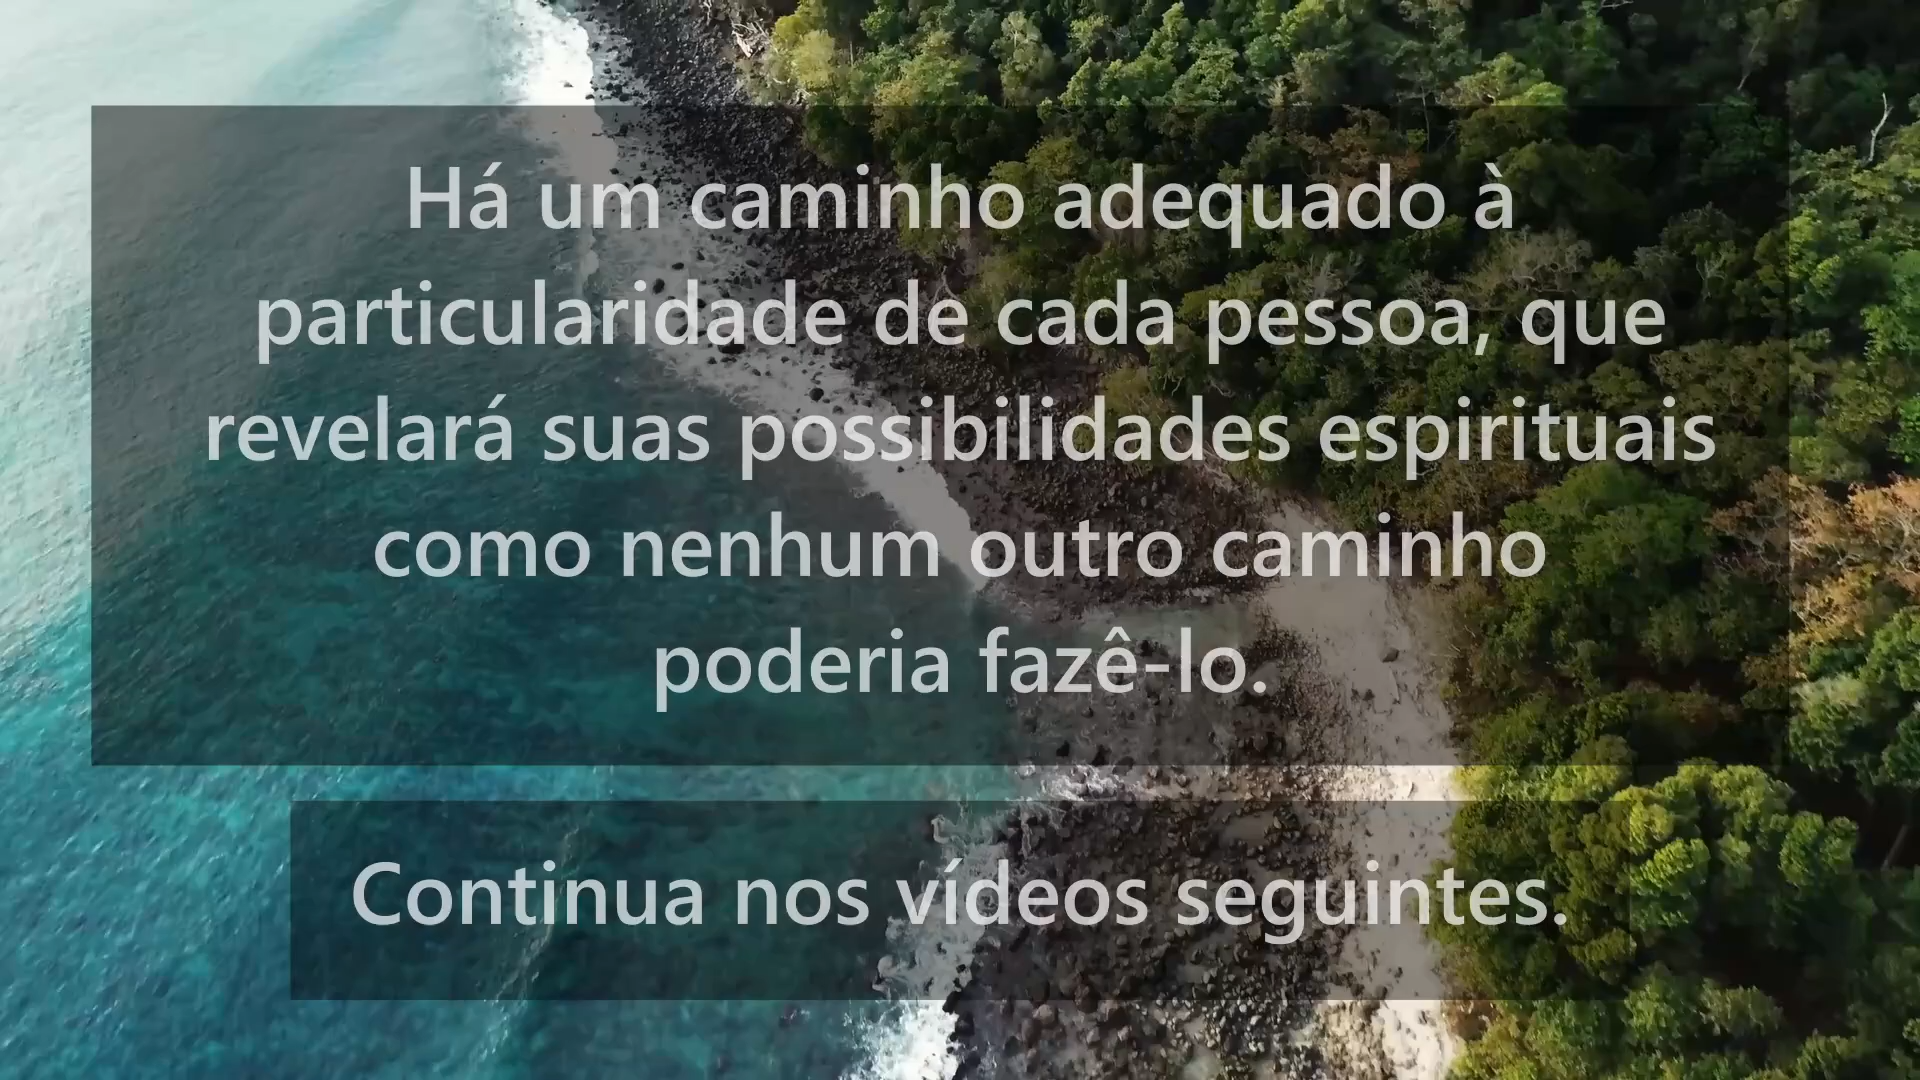 Há um caminho adequado à
particularidade de cada pessoa, que
revelará suas possibilidades espirituais
como nenhum outro caminho
poderia fazê-lo.
Continua nos vídeos seguintes.